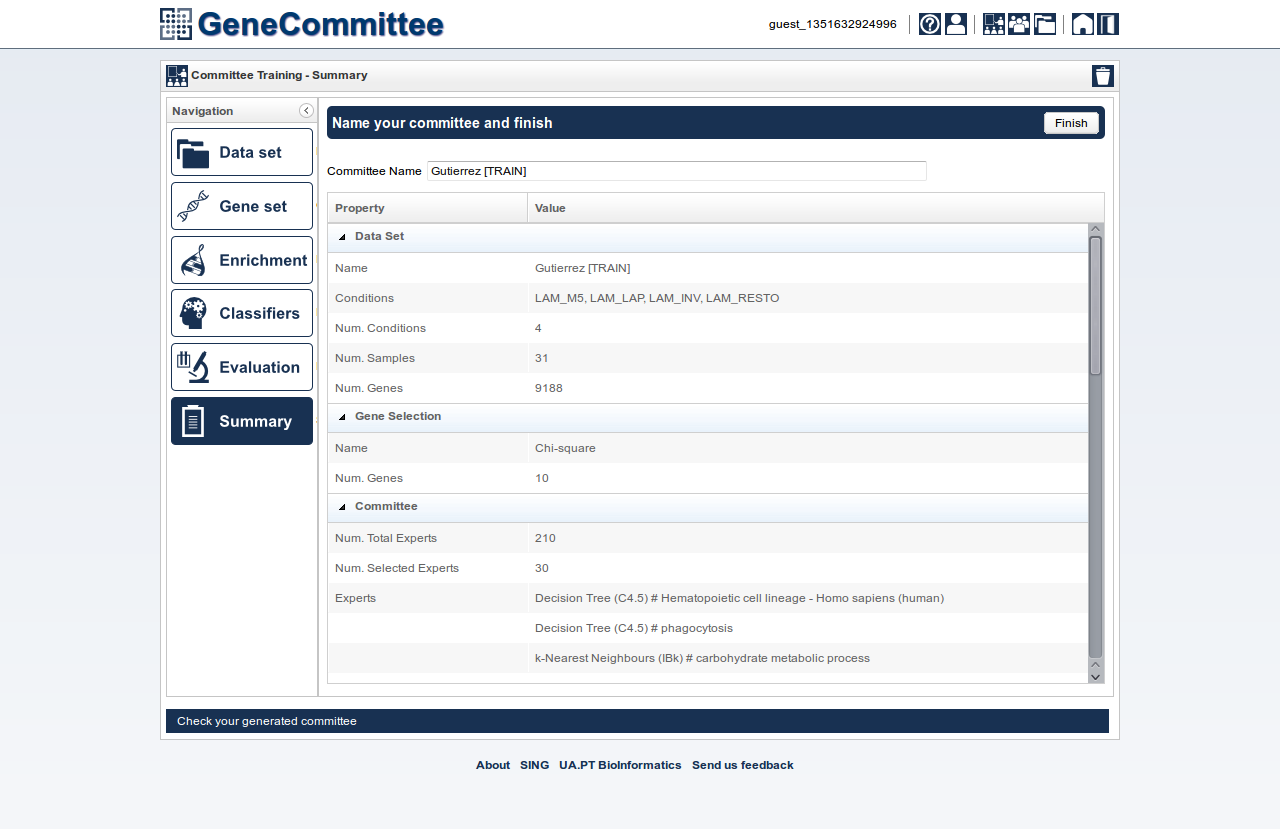 GeneCommittee
guest_1351632924996
Committee Training - Summary
Navigation
Data set
Gene set
Enrichment
Classifiers
Evaluation
Summary
Name your committee and finish
Finish
Committee Name Gutierrez [TRAIN]
Property Value
Data Set
Name Gutierrez [TRAIN]
Conditions LAM_M5, LAM_LAP, LAM_INV, LAM_RESTO
Num. Conditions 4
Num. Samples 31
Num. Genes 9188
Gene Selection
Name Chi-square
Num. Genes 10
Committee
Num. Total Experts 210
Num. Selected Experts 30
Experts Decision Tree (C4.5) # Hematopoietic cell lineage - Homo sapiens (human)
Decision Tree (C4.5) # phagocytosis
k-Nearest Neighbours (IBk) # carbohydrate metabolic process
Check your generated committee
About SING UA.PT BioInformatics Send us feedback